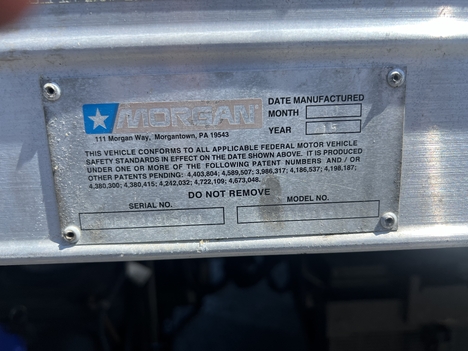 MORGAN
111 Morgan Way, Morgantown, PA 19543
DATE MANUFACTURED
MONTH
YEAR 15
THIS VEHICLE CONFORMS TO ALL APPLICABLE FEDERAL MOTOR VEHICLE
SAFETY STANDARDS IN EFFECT ON THE DATE SHOWN ABOVE. IT IS PRODUCED
UNDER ONE OR MORE OF THE FOLLOWING PATENT NUMBERS AND / OR
OTHER PATENTS PENDING: 4,403,804; 4,589,507; 3,986,317; 4,186,537; 4,198,187;
4,380,300; 4,380,415; 4,242,032; 4,722,109; 4,673,048.
DO NOT REMOVE
SERIAL NO.
MODEL NO.